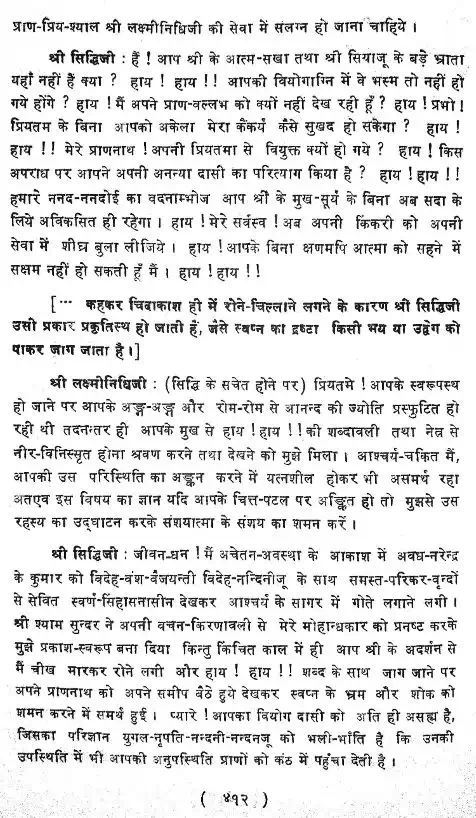 प्राण-प्रिय-श्याल श्री लक्ष्मीनिधिजी की सेवा में संलग्न हो जाना चाहिये ।
श्री सिद्धिजी : हैं ! आप श्री के आत्म-सखा तथा श्री सियाजू के बड़े भ्राता
यहाँ नहीं हैं क्या ? हाय ! हाय ! ! आपकी वियोगाग्नि में वे भस्म तो नहीं हो
गये होंगे ? हाय ! मैं अपने प्राण-वल्लभ को क्यों नहीं देख रही हूँ ? हाय ! प्रभो !
प्रियतम के बिना आपको अकेला मेरा कैंकर्य कैसे सुखद हो सकेगा ? हाय !
हाय ! ! मेरे प्राणनाथ ! अपनी प्रियतमा से वियुक्त क्यों हो गये ? हाय ! किस
अपराध पर आपने अपनी अनन्या दासी का परित्याग किया है ? हाय ! हाय ! !
हमारे ननद-ननदोई का वदनाम्भोज आप श्री के मुख-सूर्य के बिना अब सदा के
लिये अविकसित ही रहेगा । हाय ! मेरे सर्वस्व ! अब अपनी किंकरी को अपनी
सेवा में शीघ्र बुला लीजिये । हाय ! आपके बिना क्षणमपि आत्मा को सहने में
सक्षम नहीं हो सकती हूँ मैं । हाय ! हाय ! !
[ ··· कहकर चिदाकाश ही में रोने-चिल्लाने लगने के कारण श्री सिद्धिजी
उसी प्रकार प्रकृतिस्थ हो जाती हैं, जैसे स्वप्न का द्रष्टा किसी भय या उद्वेग को
पाकर जाग जाता है । ]
श्री लक्ष्मीनिधिजी : (सिद्धि के सचेत होने पर) प्रियतमे ! आपके स्वरूपस्थ
हो जाने पर आपके अङ्ग-अङ्ग और रोम-रोम से आनन्द की ज्योति प्रस्फुटित हो
रही थी तदनन्तर ही आपके मुख से हाय ! हाय ! ! की शब्दावली तथा नेत्र से
नीर-विनिस्मृत होना श्रवण करने तथा देखने को मुझे मिला । आश्चर्य-चकित मैं,
आपकी उस परिस्थिति का अङ्कन करने में यत्नशील होकर भी असमर्थ रहा
अतएव इस विषय का ज्ञान यदि आपके चित्त-पटल पर अङ्कित हो तो मुझसे उस
रहस्य का उद्घाटन करके संशयात्मा के संशय का शमन करें ।
श्री सिद्धिजी : जीवन-धन ! मैं अचेतन-अवस्था के आकाश में अवध-नरेन्द्र
के कुमार को विदेह-वंश-वैजयन्ती विदेह-नन्दिनीजू के साथ समस्त-परिकर-वृन्दों
से सेवित स्वर्ण-सिंहासनासीन देखकर आश्चर्य के सागर में गोते लगाने लगी ।
श्री श्याम सुन्दर ने अपनी वचन-किरणावली से मेरे मोहान्धकार को प्रनष्ट करके
मुझे प्रकाश-स्वरूप बना दिया किन्तु किंचित काल में ही आप श्री के अदर्शन से
मैं चीख मारकर रोने लगी और हाय ! हाय ! ! शब्द के साथ जाग जाने पर
अपने प्राणनाथ को अपने समीप बैठे हुये देखकर स्वप्न के भ्रम और शोक को
शमन करने में समर्थ हुई । प्यारे ! आपका वियोग दासी को अति ही असह्य है,
जिसका परिज्ञान युगल-नृपति-नन्दनी-नन्दनजू को भली-भाँति है कि उनकी
उपस्थिति में भी आपकी अनुपस्थिति प्राणों को कंठ में पहुंचा देती है ।
( ४१२ )